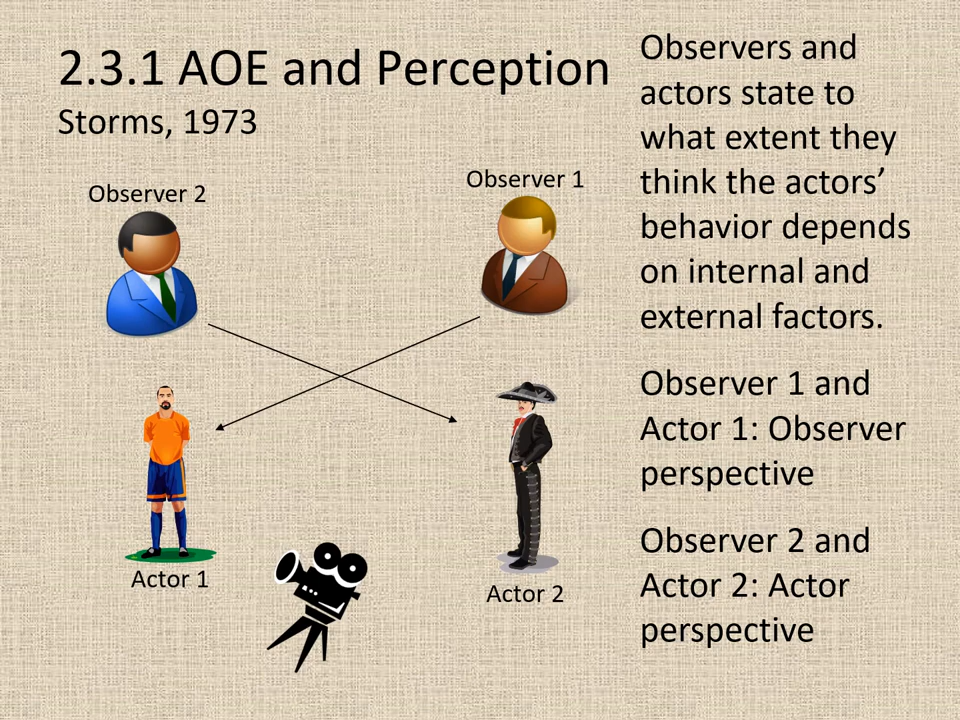 2.3.1 AOE and Perception
Storms, 1973
Observer 2
Observer 1
Actor 1
Actor 2
Observers and
actors state to
what extent they
think the actors’
behavior depends
on internal and
external factors.
Observer 1 and
Actor 1: Observer
perspective
Observer 2 and
Actor 2: Actor
perspective